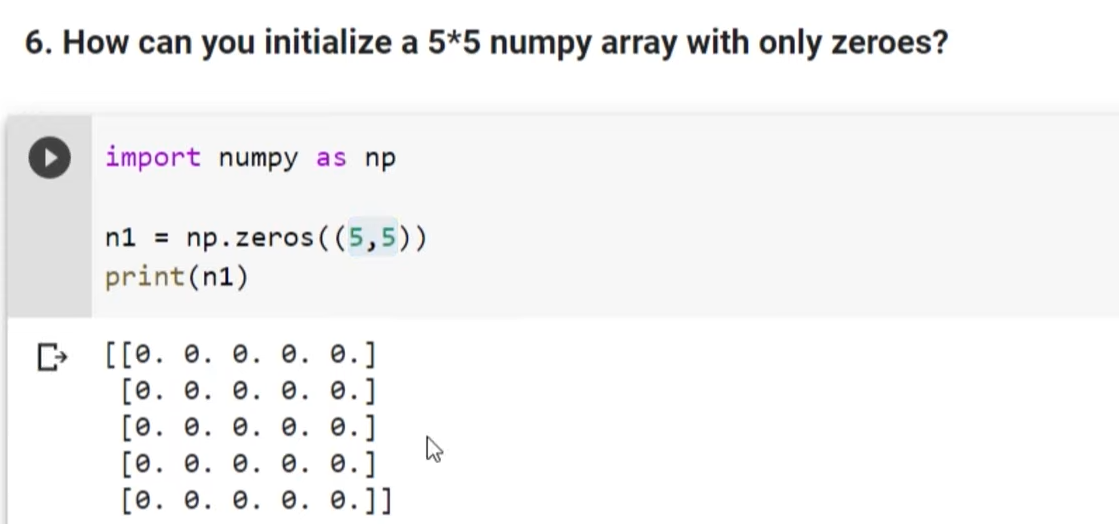 6. How can you initialize a 5*5 numpy array with only zeroes?
import numpy as np
n1 = np.zeros((5,5))
print(n1)
[[0. 0. 0. 0. 0.]
[0. 0. 0. 0. 0.]
[0. 0. 0. 0. 0.]
[0. 0. 0. 0. 0.]
[0. 0. 0. 0. 0.]]